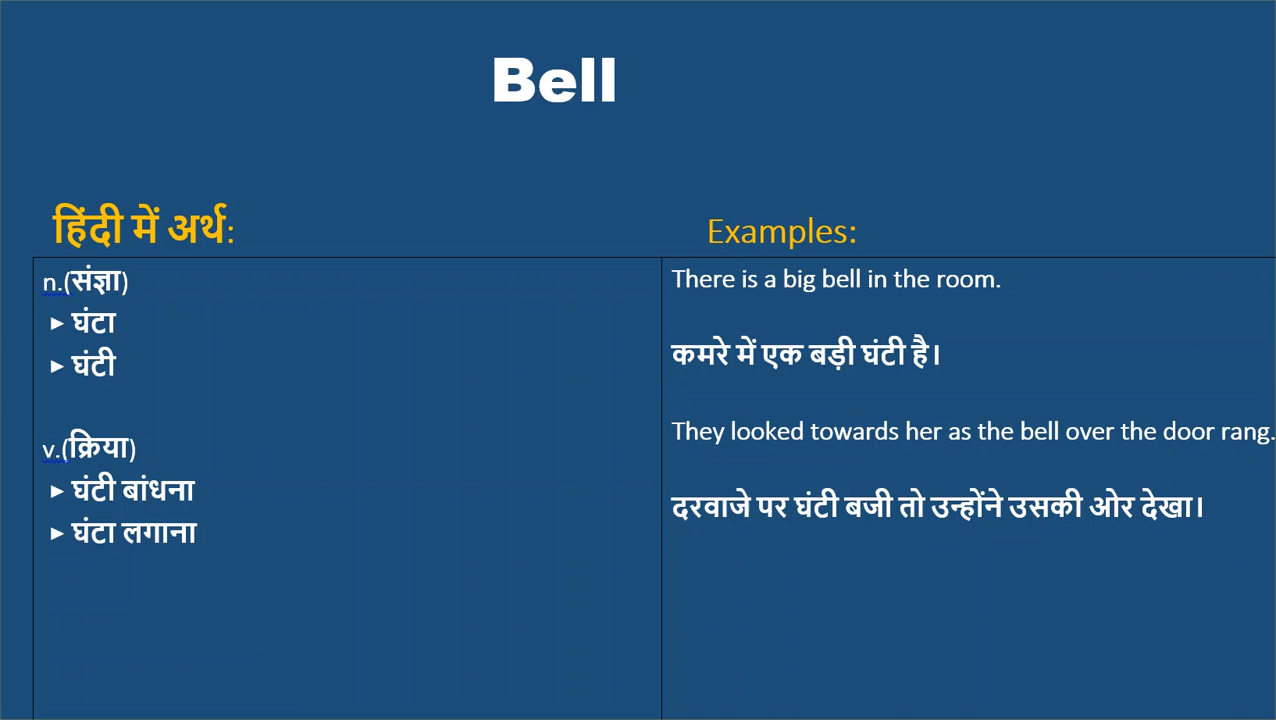 Bell
हिंदी में अर्थ:
n.(संज्ञा)
घंटा
घंटी
v.(क्रिया)
घंटी बांधना
घंटा लगाना
Examples:
There is a big bell in the room.
कमरे में एक बड़ी घंटी है।
They looked towards her as the bell over the door rang.
दरवाजे पर घंटी बजी तो उन्होंने उसकी ओर देखा।